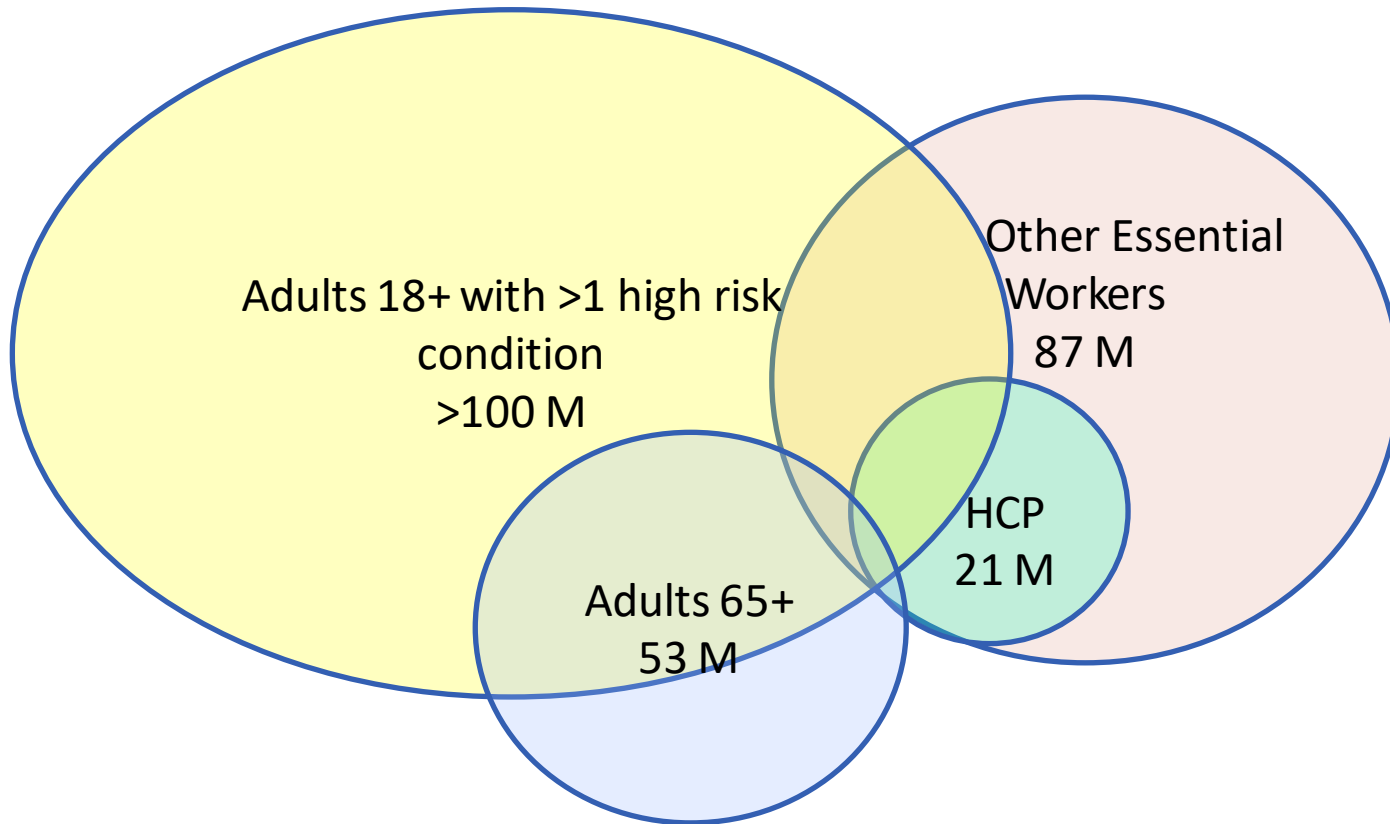 Adults 18+ with >1 high risk
condition
>100 M
Other Essential
Workers
87 M
HCP
21 M
Adults 65+
53 M